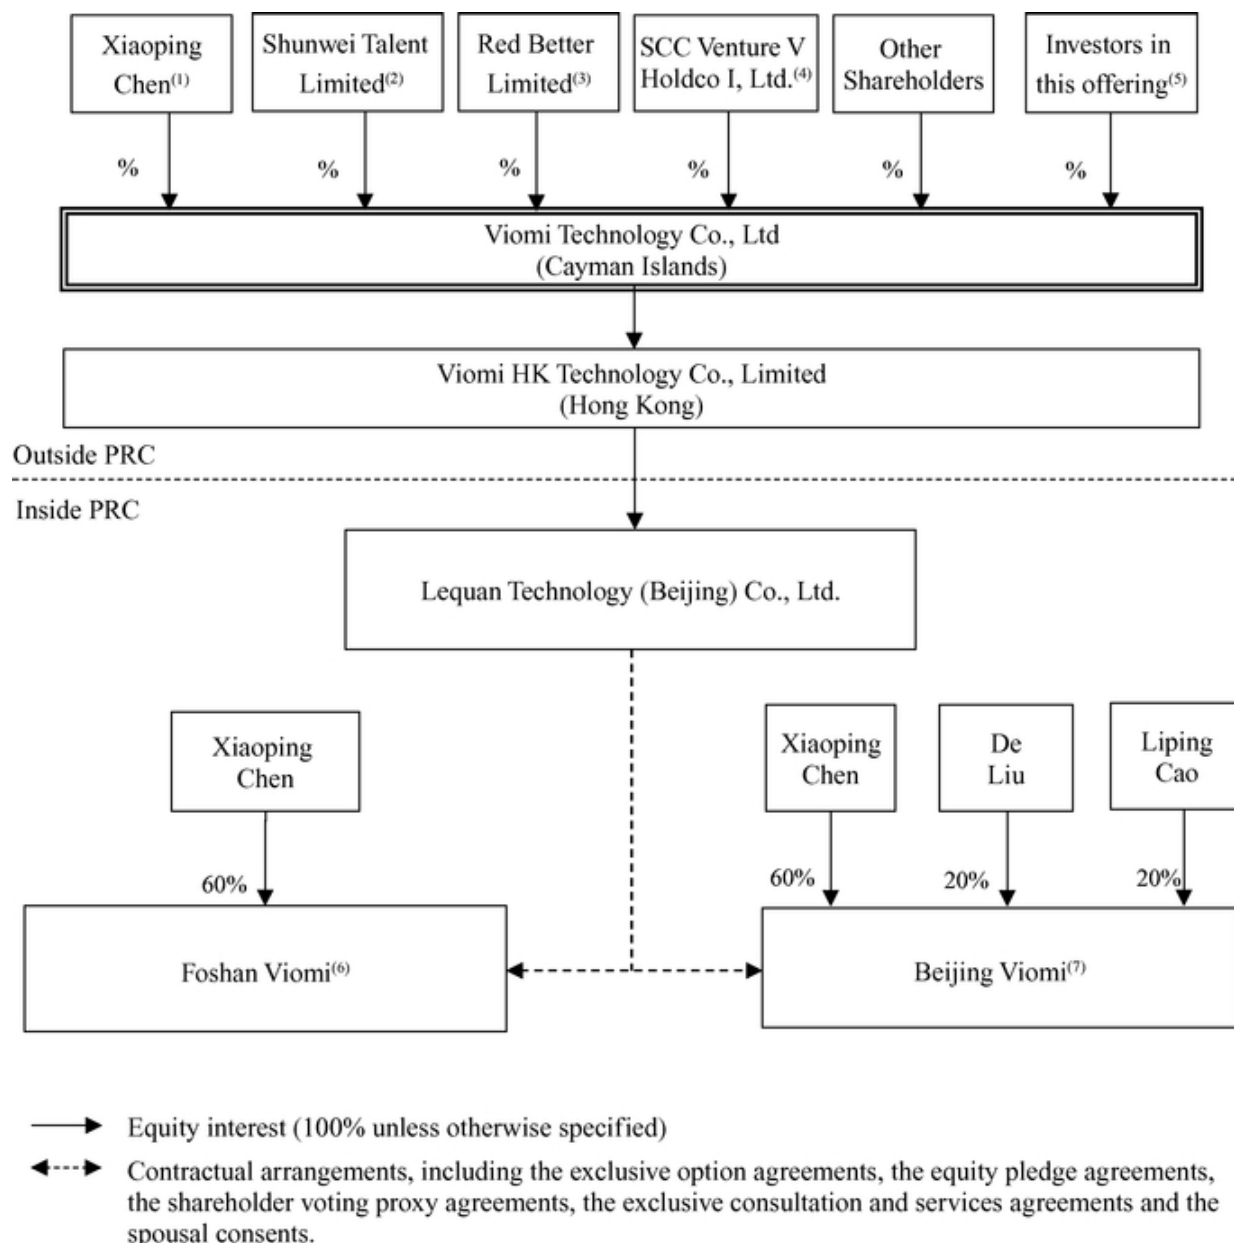 Xiaoping
Chen(1)
Shunwei Talent
Limited(2)
Red Better
Limited(3)
SCC Venture V
Holdco I, Ltd.(4)
Other
Shareholders
Investors in
this offering(5)
%
%
%
%
%
%
Viomi Technology Co., Ltd
(Cayman Islands)
Viomi HK Technology Co., Limited
(Hong Kong)
Outside PRC
Inside PRC
Lequan Technology (Beijing) Co., Ltd.
Xiaoping
Chen
Xiaoping
Chen
De
Liu
Liping
Cao
60%
60%
20%
20%
Foshan Viomi(6)
Beijing Viomi(7)
Equity interest (100% unless otherwise specified)
Contractual arrangements, including the exclusive option agreements, the equity pledge agreements,
the shareholder voting proxy agreements, the exclusive consultation and services agreements and the
spousal consents.